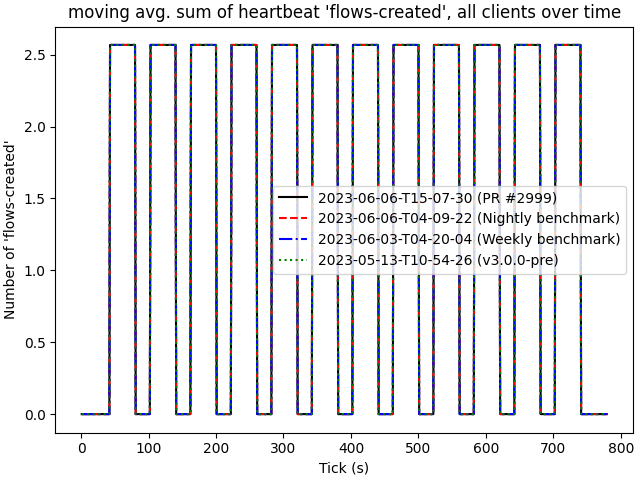 moving avg. sum of heartbeat 'flows-created', all clients over time
Number of 'flows-created'
2.5
2.0
1.5
1.0
0.5
0.0
2023-06-06-T15-07-30 (PR #2999)
2023-06-06-T04-09-22 (Nightly benchmark)
2023-06-03-T04-20-04 (Weekly benchmark)
2023-05-13-T10-54-26 (v3.0.0-pre)
0 100 200 300 400 500 600 700 800
Tick (s)